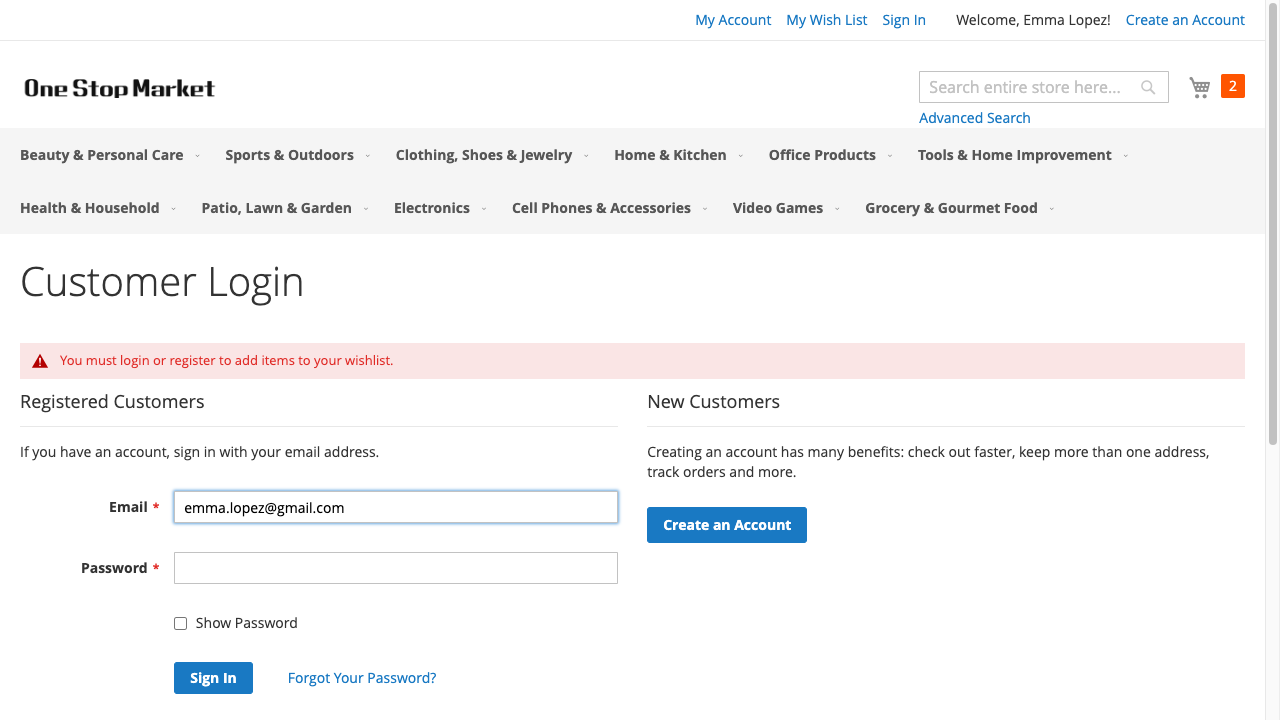 My Account My Wish List Sign In Welcome, Emma Lopez! Create an Account
One Stop Market
Search entire store here...
2
Advanced Search
Beauty & Personal Care Sports & Outdoors Clothing, Shoes & Jewelry Home & Kitchen Office Products Tools & Home Improvement
Health & Household Patio, Lawn & Garden Electronics Cell Phones & Accessories Video Games Grocery & Gourmet Food
Customer Login
You must login or register to add items to your wishlist.
Registered Customers
If you have an account, sign in with your email address.
Email *
emma.lopez@gmail.com
Password *
Show Password
Sign In Forgot Your Password?
New Customers
Creating an account has many benefits: check out faster, keep more than one address,
track orders and more.
Create an Account